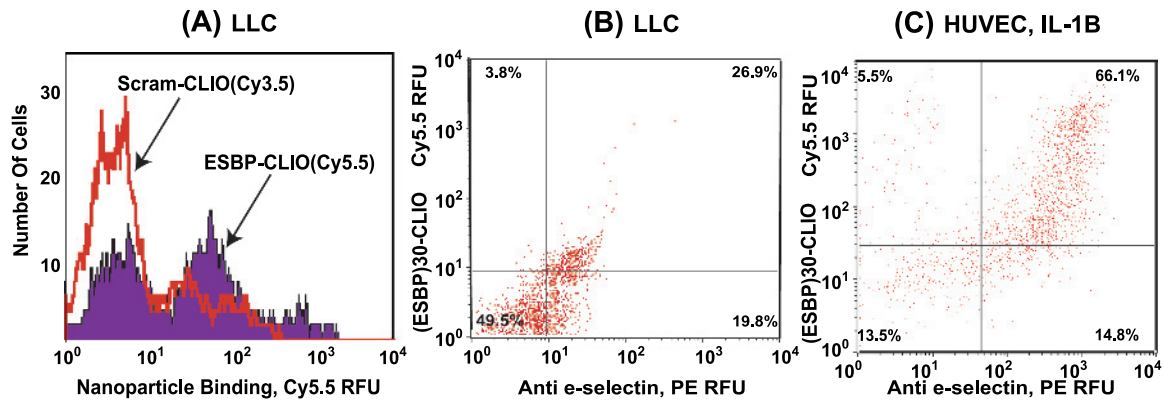 (A) LLC
Number Of Cells
30
20
10
Scram-CLIO(Cy3.5)
ESBP-CLIO(Cy5.5)
10⁰ 10¹ 10² 10³ 10⁴
Nanoparticle Binding, Cy5.5 RFU
(B) LLC
(ESBP)30-CLIO Cy5.5 RFU
10⁴
10³
10²
10¹
10⁰
3.8% 26.9%
49.5% 19.8%
10⁰ 10¹ 10² 10³ 10⁴
Anti e-selectin, PE RFU
(C) HUVEC, IL-1B
(ESBP)30-CLIO Cy5.5 RFU
10⁴
10³
10²
10¹
10⁰
5.5% 66.1%
13.5% 14.8%
10⁰ 10¹ 10² 10³ 10⁴
Anti e-selectin, PE RFU